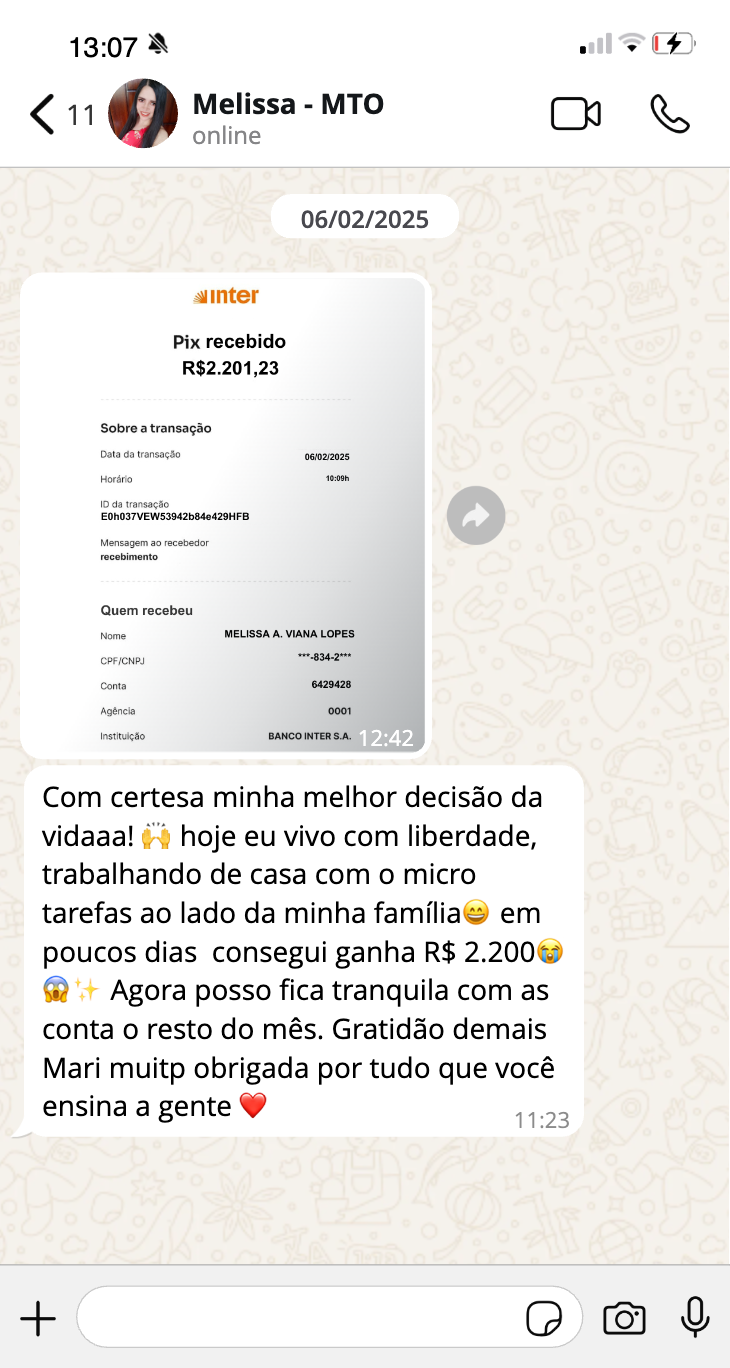 13:07
11
Melissa - MTO
online
06/02/2025
inter
Pix recebido
R$2.201,23
Sobre a transação
Data da transação 06/02/2025
Horário 10:09h
ID da transação
E0h037VEW53942b84e429HFB
Mensagem ao recebedor
recebimento
Quem recebeu
Nome MELISSA A. VIANA LOPES
CPF/CNPJ ***-834-2***
Conta 6429428
Agência 0001
Instituição BANCO INTER S.A. 12:42
Com certesa minha melhor decisão da
vidaaa! 🙌 hoje eu vivo com liberdade,
trabalhando de casa com o micro
tarefas ao lado da minha família😄 em
poucos dias consegui ganha R$ 2.200😭
😱✨ Agora posso fica tranquila com as
conta o resto do mês. Gratidão demais
Mari muitp obrigada por tudo que você
ensina a gente ❤️
11:23